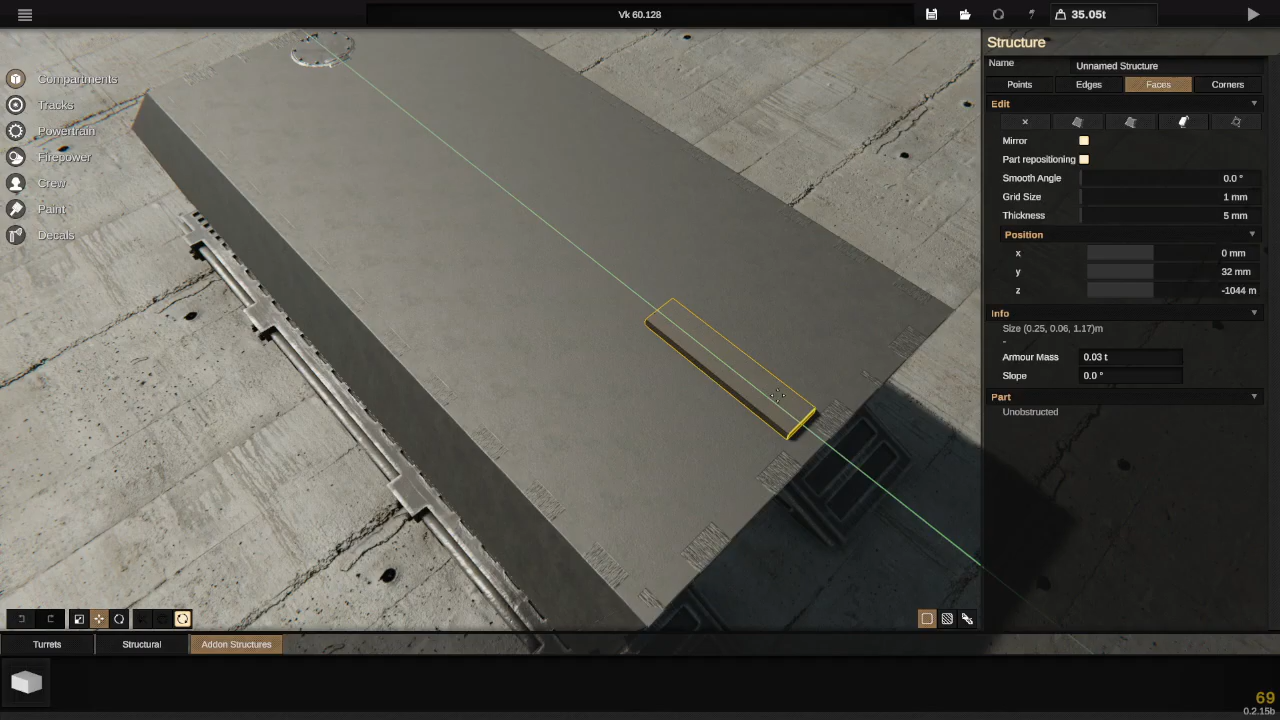 Vk 60.128
35.05t
Compartments
Tracks
Powertrain
Firepower
Crew
Paint
Decals
Structure
Name Unnamed Structure
Points Edges Faces Corners
Edit
Mirror
Part repositioning
Smooth Angle 0.0 °
Grid Size 1 mm
Thickness 5 mm
Position
x 0 mm
y 32 mm
z -1044 m
Info
Size (0.25, 0.06, 1.17)m
-
Armour Mass 0.03 t
Slope 0.0 °
Part
Unobstructed
Turrets Structural Addon Structures
69
0.2.15b